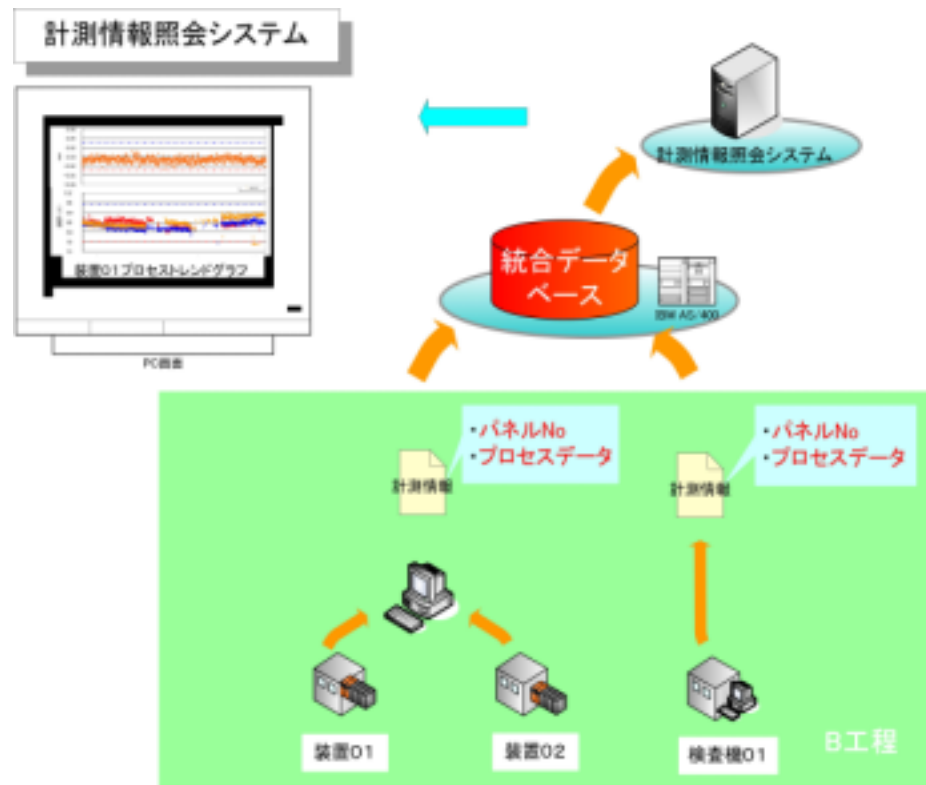 計測情報照会システム
計測情報照会システム
統合データ
ベース
IBM AS/400
装置01プロセストレンドグラフ
PC画面
・パネルNo
・プロセスデータ
計測情報
・パネルNo
・プロセスデータ
計測情報
装置01
装置02
検査機01
B工程